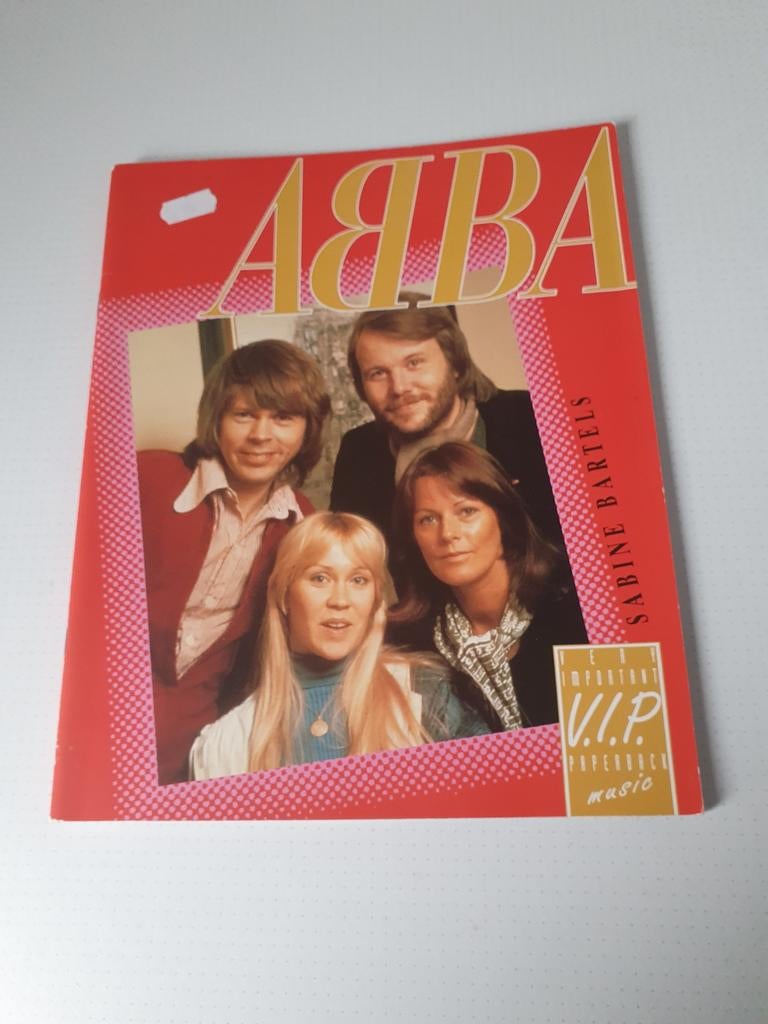 ABBA
SABINE BARTELS
VERY
IMPORTANT
V.I.P.
PAPERBACK
music